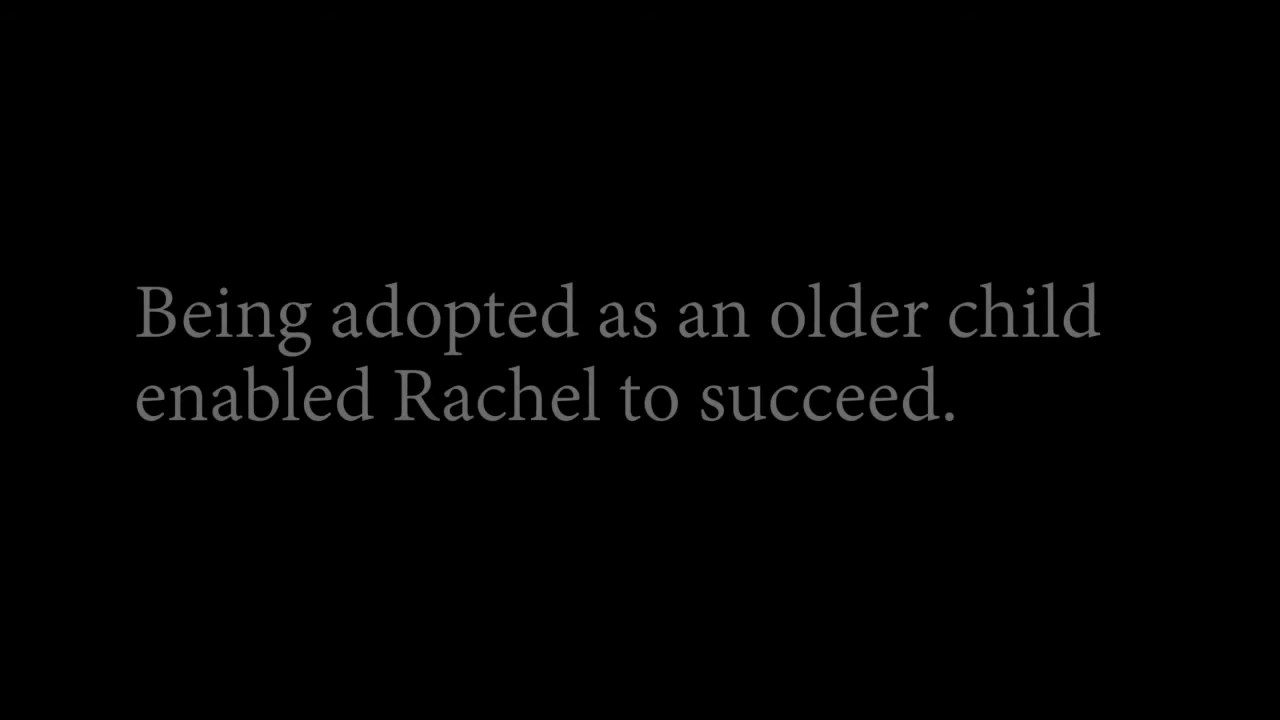 Being adopted as an older child
enabled Rachel to succeed.